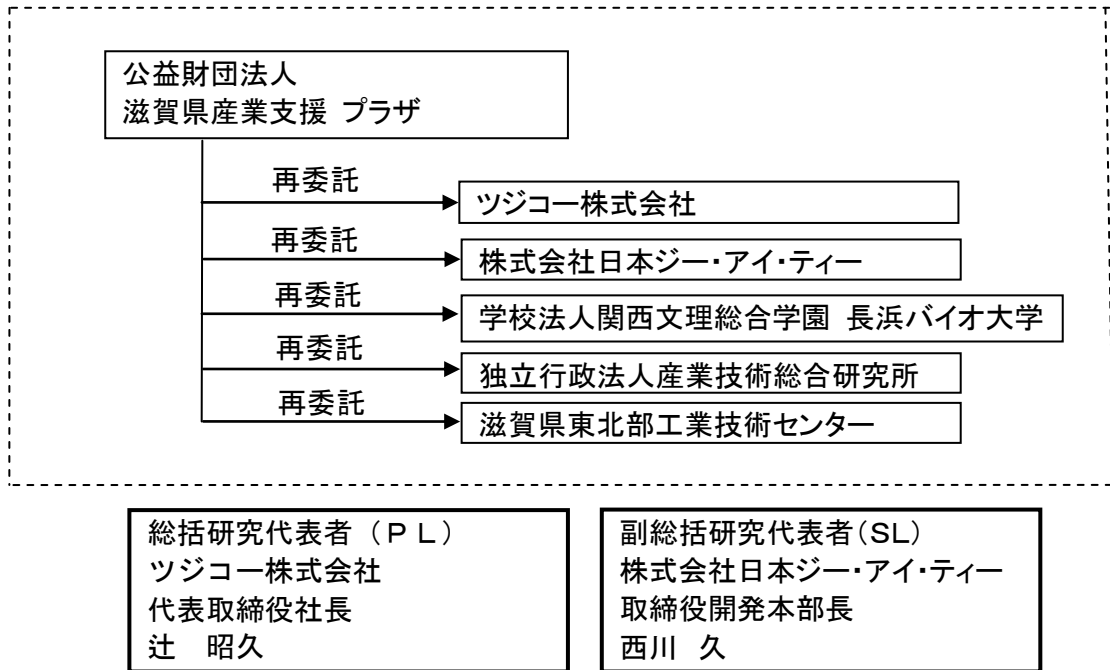 公益財団法人
滋賀県産業支援 プラザ
再委託
ツジコー株式会社
再委託
株式会社日本ジー・アイ・ティー
再委託
学校法人関西文理総合学園 長浜バイオ大学
再委託
独立行政法人産業技術総合研究所
再委託
滋賀県東北部工業技術センター
総括研究代表者（ＰＬ）
ツジコー株式会社
代表取締役社長
辻　昭久
副総括研究代表者（SL）
株式会社日本ジー・アイ・ティー
取締役開発本部長
西川　久